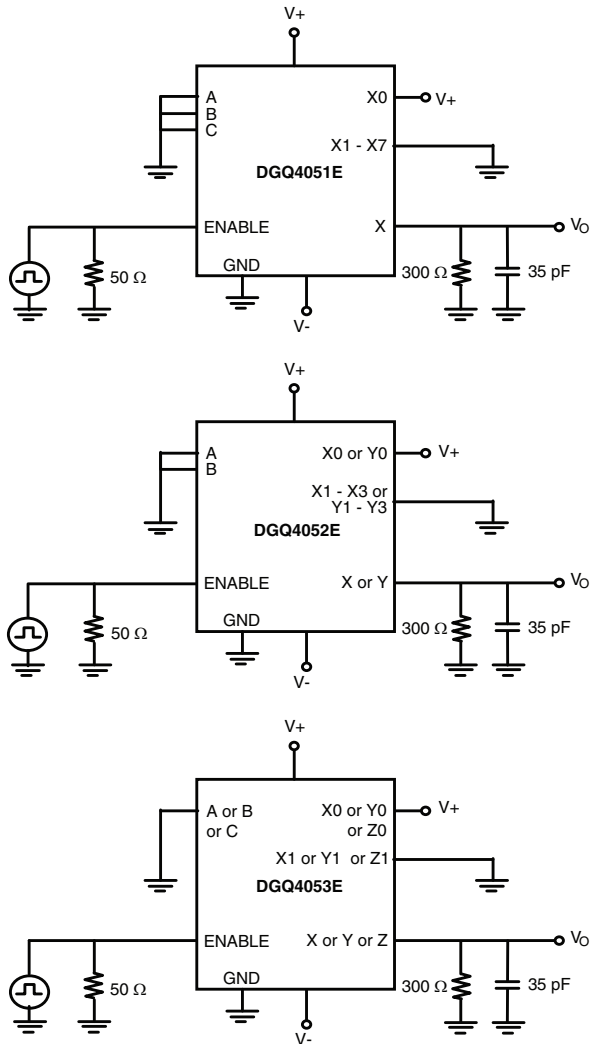 V+
A
B
C
X0
V+
X1 - X7
DGQ4051E
ENABLE
X
VO
50 Ω
GND
300 Ω
35 pF
V-
V+
A
B
X0 or Y0
V+
X1 - X3 or
Y1 - Y3
DGQ4052E
ENABLE
X or Y
VO
50 Ω
GND
300 Ω
35 pF
V-
V+
A or B
or C
X0 or Y0
or Z0
V+
X1 or Y1 or Z1
DGQ4053E
ENABLE
X or Y or Z
VO
50 Ω
GND
300 Ω
35 pF
V-